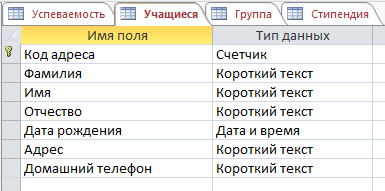 Успеваемость Учащиеся Группа Стипендия
Имя поля Тип данных
Код адреса Счетчик
Фамилия Короткий текст
Имя Короткий текст
Отчество Короткий текст
Дата рождения Дата и время
Адрес Короткий текст
Домашний телефон Короткий текст